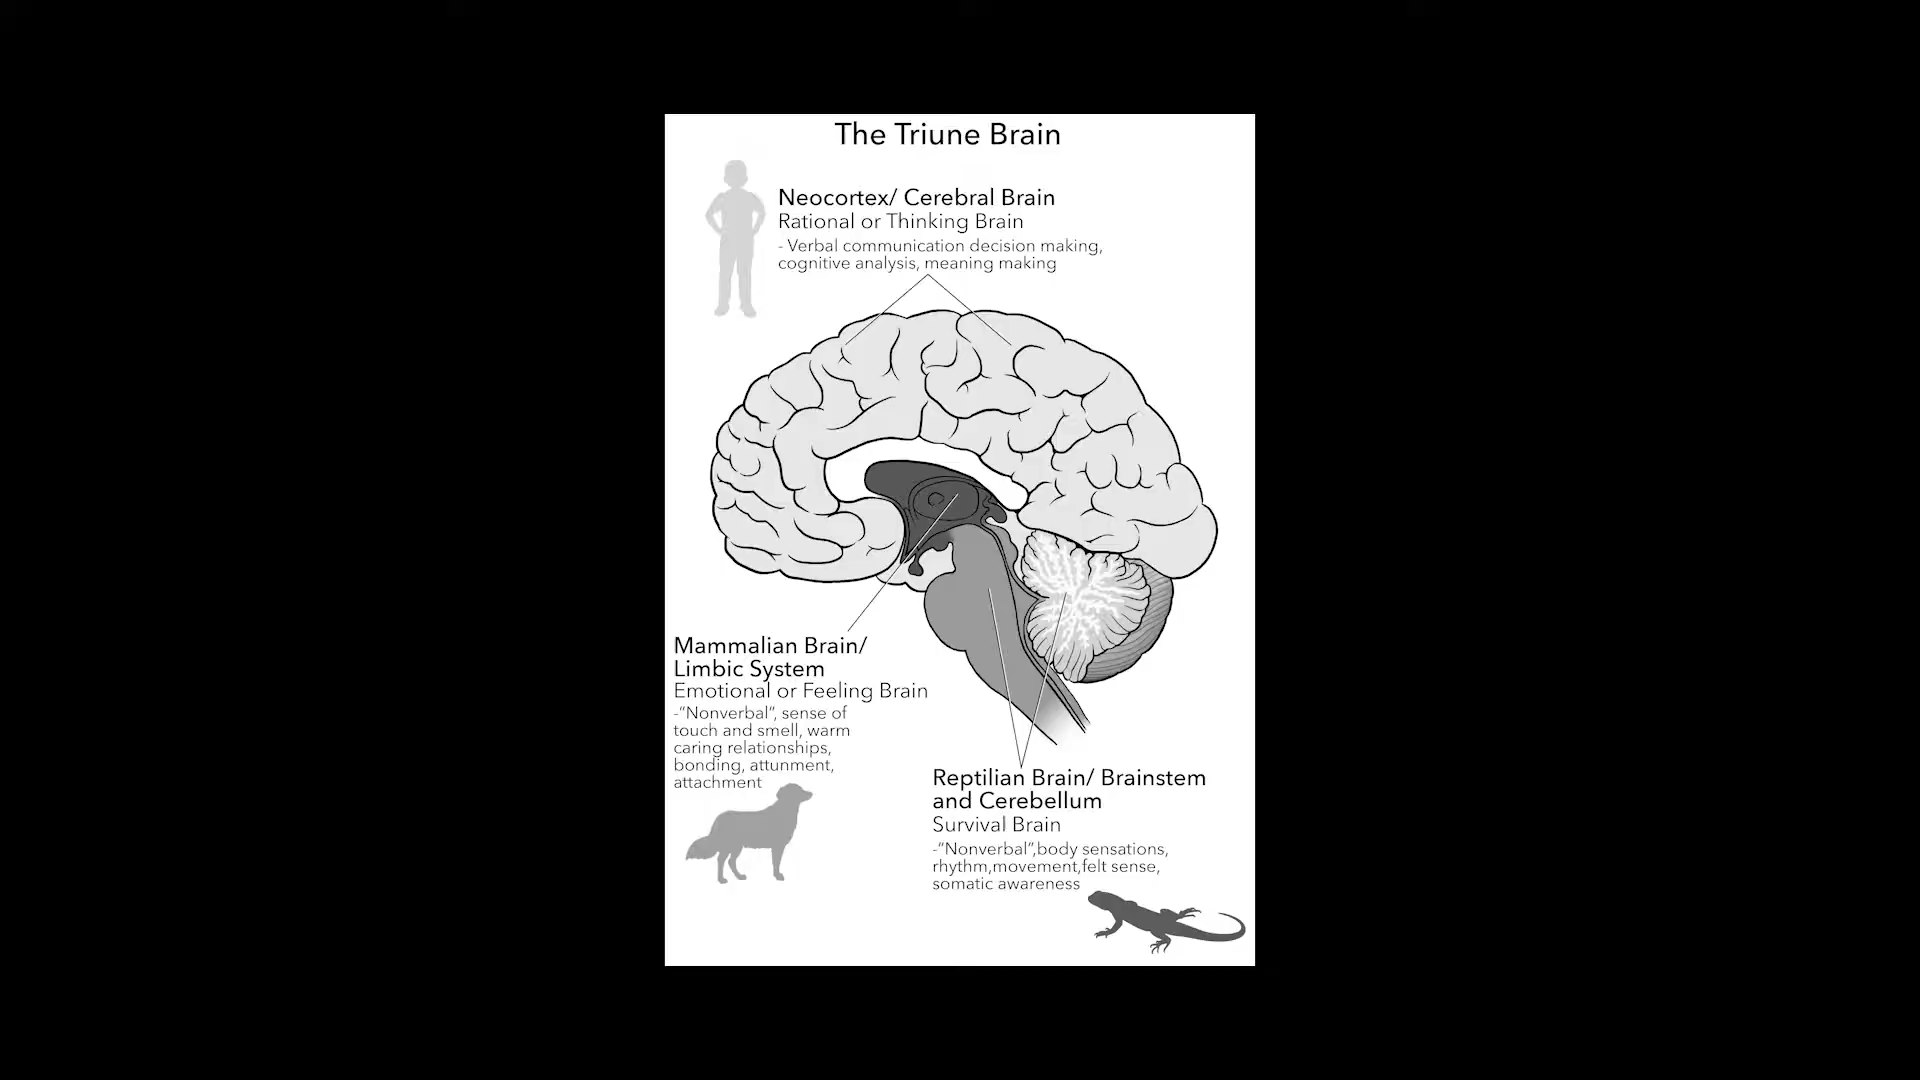 The Triune Brain
Neocortex/ Cerebral Brain
Rational or Thinking Brain
- Verbal communication decision making,
cognitive analysis, meaning making
Mammalian Brain/
Limbic System
Emotional or Feeling Brain
-“Nonverbal”, sense of
touch and smell, warm
caring relationships,
bonding, attunment,
attachment
Reptilian Brain/ Brainstem
and Cerebellum
Survival Brain
-“Nonverbal”,body sensations,
rhythm,movement,felt sense,
somatic awareness